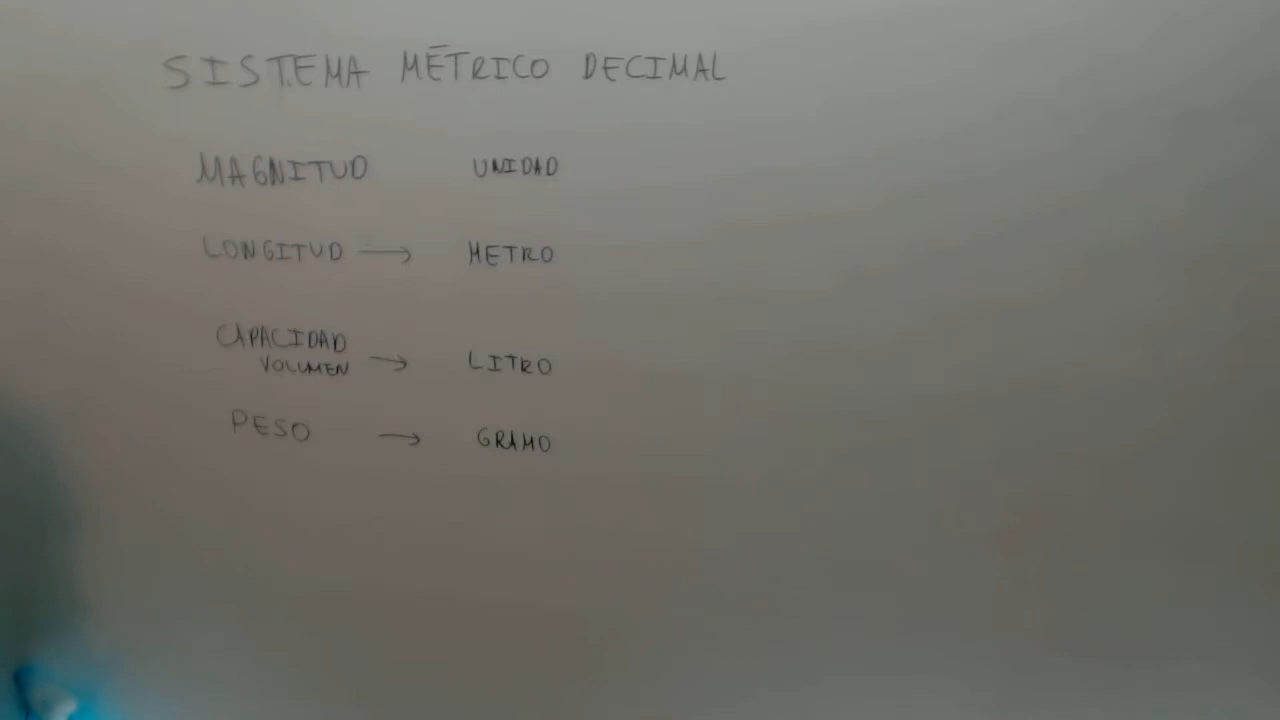 SISTEMA MÉTRICO DECIMAL
MAGNITUD UNIDAD
LONGITUD → METRO
CAPACIDAD
VOLUMEN → LITRO
PESO → GRAMO